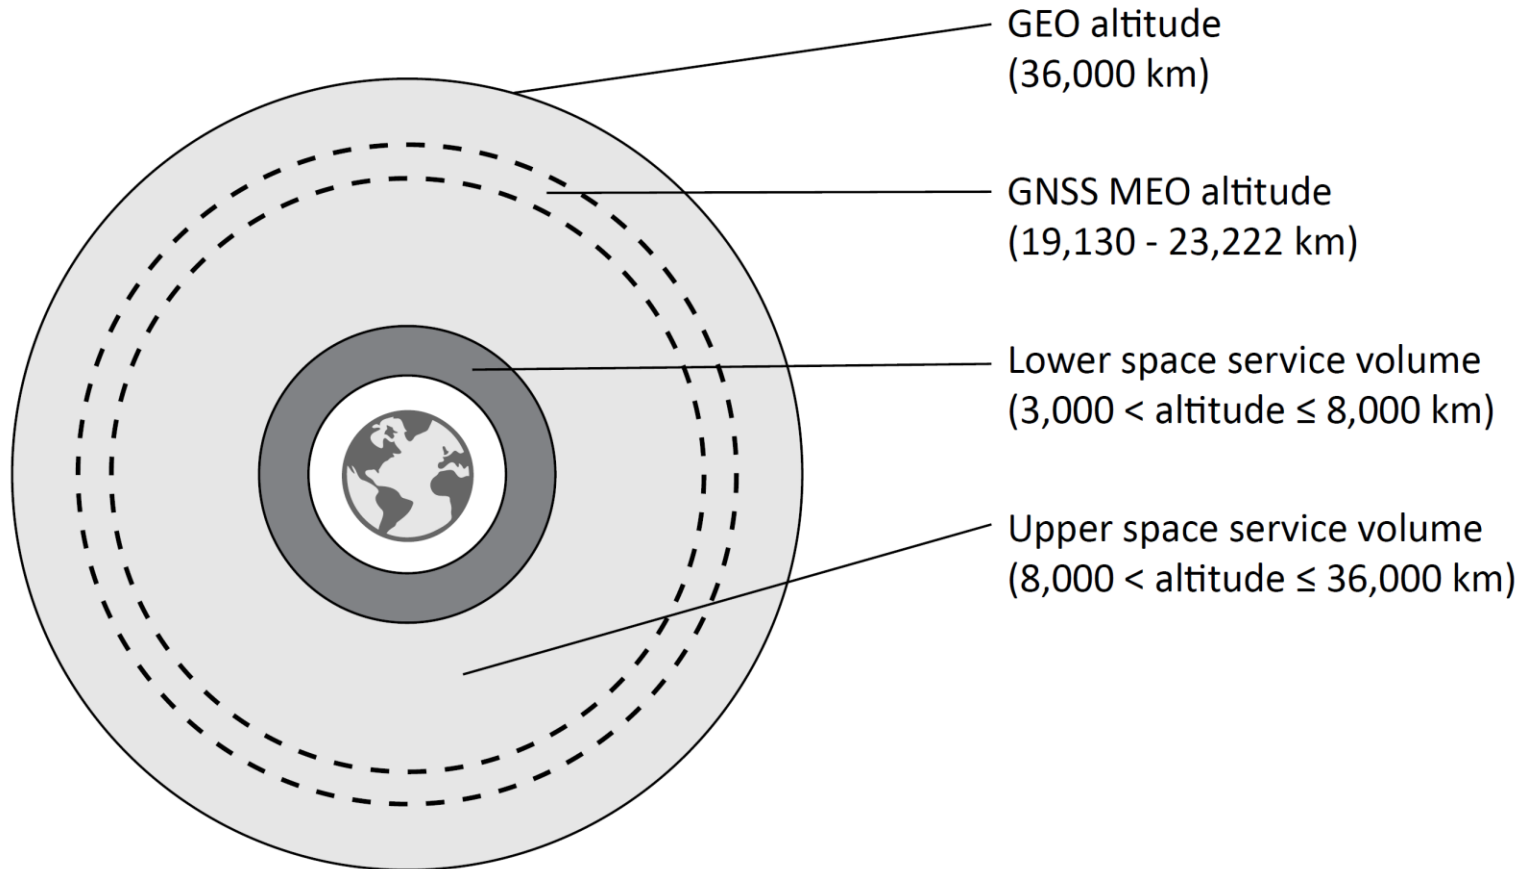 GEO altitude
(36,000 km)
GNSS MEO altitude
(19,130 - 23,222 km)
Lower space service volume
(3,000 < altitude ≤ 8,000 km)
Upper space service volume
(8,000 < altitude ≤ 36,000 km)